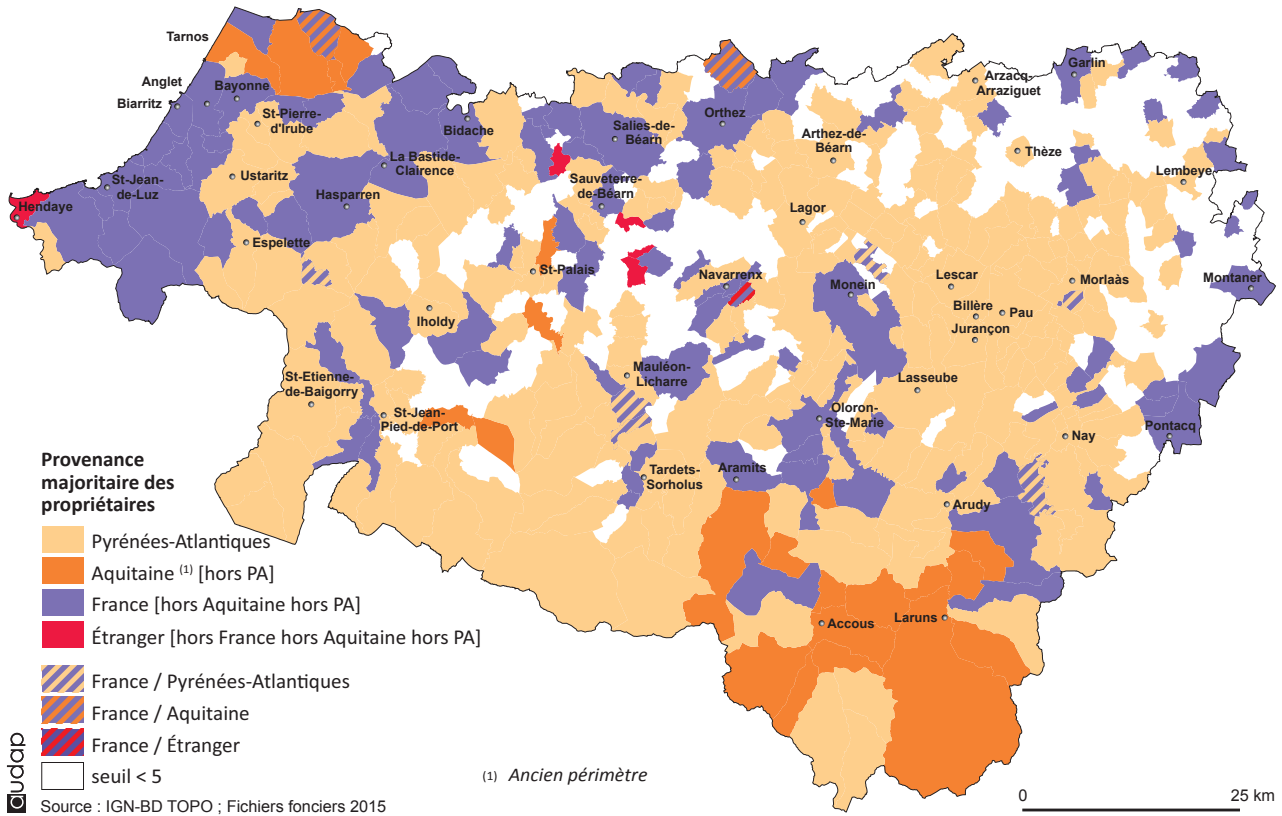 Tarnos
Anglet
Biarritz
Bayonne
St-Pierre-
d'Irube
Bidache
La Bastide-
Clairence
Salies-de-
Béarn
Orthez
Arthez-de-
Béarn
Arzacq-
Arraziguet
Garlin
Thèze
Lembeye
St-Jean-
de-Luz
Hendaye
Ustaritz
Hasparren
Espelette
Sauveterre-
de-Béarn
Lagor
St-Palais
Navarrenx
Monein
Lescar
Morlaàs
Montaner
Billère
Pau
Jurançon
Iholdy
Mauléon-
Licharre
Lasseube
St-Etienne-
de-Baigorry
St-Jean-
Pied-de-Port
Oloron-
Ste-Marie
Nay
Pontacq
Tardets-
Sorholus
Aramits
Arudy
Accous
Laruns
Provenance
majoritaire des
propriétaires
Pyrénées-Atlantiques
Aquitaine (1) [hors PA]
France [hors Aquitaine hors PA]
Étranger [hors France hors Aquitaine hors PA]
France / Pyrénées-Atlantiques
France / Aquitaine
France / Étranger
seuil < 5
(1) Ancien périmètre
audap
Source : IGN-BD TOPO ; Fichiers fonciers 2015
0 25 km